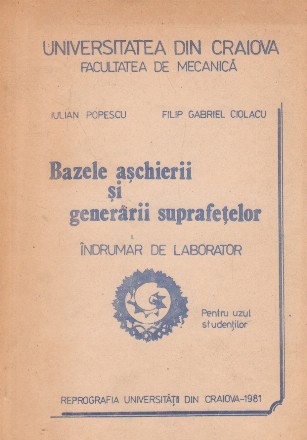 UNIVERSITATEA DIN CRAIOVA
FACULTATEA DE MECANICĂ
IULIAN POPESCU FILIP GABRIEL CIOLACU
Bazele așchierii
și
generării suprafețelor
ÎNDRUMAR DE LABORATOR
Pentru uzul
studenților
REPROGRAFIA UNIVERSITĂȚII DIN CRAIOVA-1981